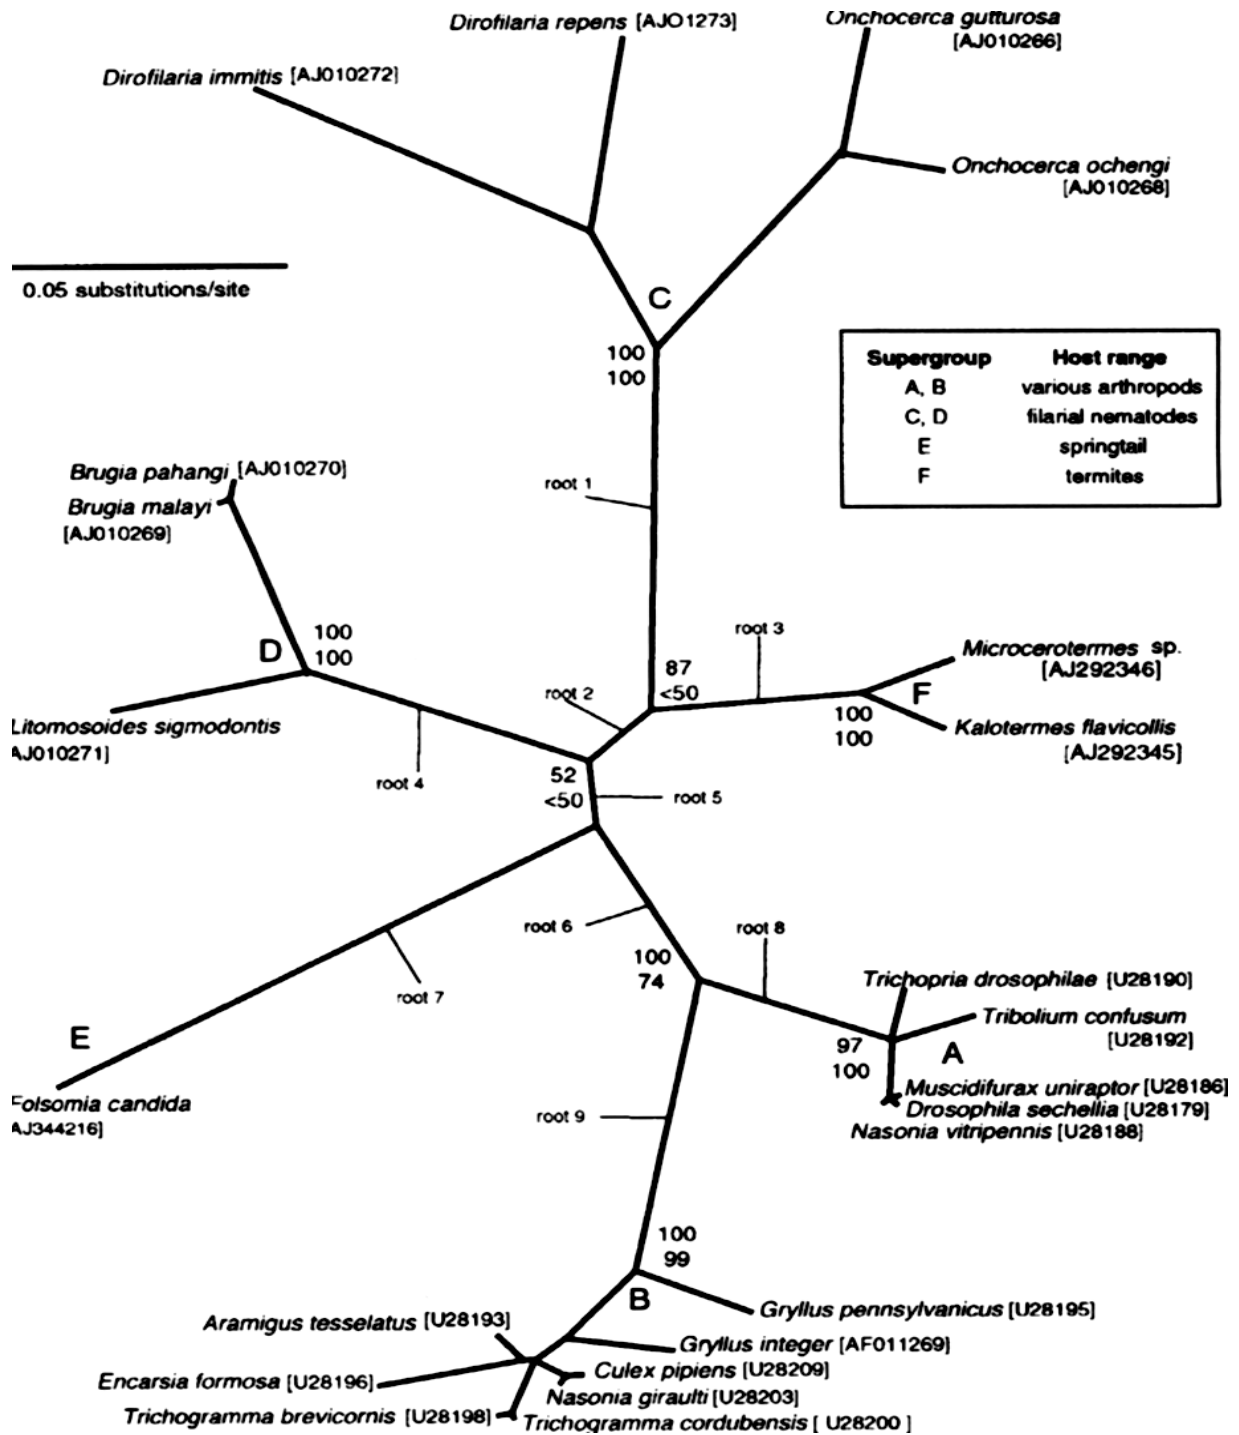 Dirofilaria repens [AJO1273]
Onchocerca gutturosa
[AJ010266]
Dirofilaria immitis [AJ010272]
Onchocerca ochengi
[AJ010268]
0.05 substitutions/site
C
100
100
Supergroup Host range
A, B various arthropods
C, D filarial nematodes
E springtail
F termites
Brugia pahangi [AJ010270]
Brugia malayi
[AJ010269]
root 1
D
100
100
root 3
Microcerotermes sp.
[AJ292346]
87
<50
root 2
F
100
100
Kalotermes flavicollis
[AJ292345]
Litomosoides sigmodontis
AJ010271]
root 4
52
<50
root 5
root 6
root 8
100
74
root 7
Trichopria drosophilae [U28190]
Tribolium confusum
[U28192]
E
97
100
A
Muscidifurax uniraptor [U28186]
Drosophila sechellia [U28179]
Nasonia vitripennis [U28188]
Folsomia candida
AJ344216]
root 9
100
99
B
Gryllus pennsylvanicus [U28195]
Aramigus tesselatus [U28193]
Gryllus integer [AF011269]
Encarsia formosa [U28196]
Culex pipiens [U28209]
Nasonia giraulti [U28203]
Trichogramma brevicornis [U28198]
Trichogramma cordubensis [ U28200 ]